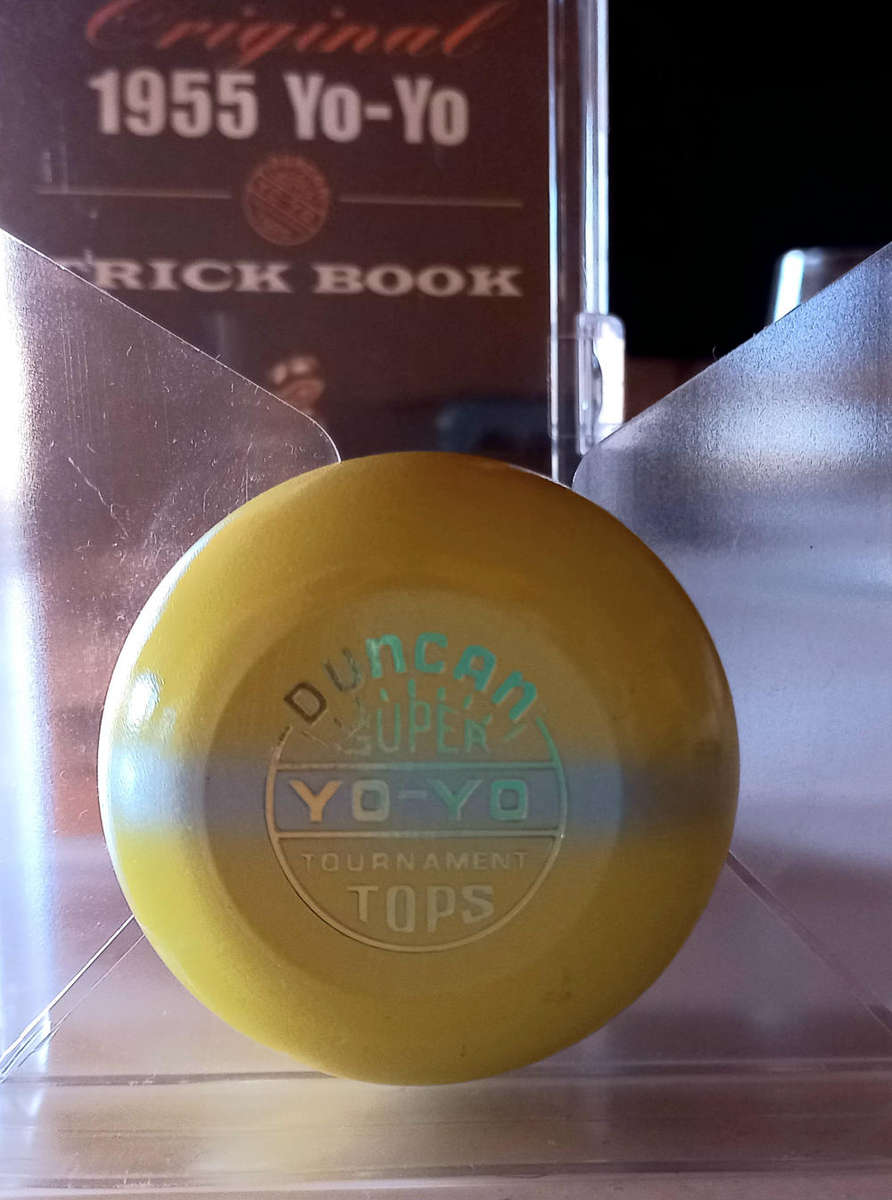 Original
1955 Yo-Yo
TRICK BOOK
DUNCAN
SUPER
YO-YO
TOURNAMENT
TOPS